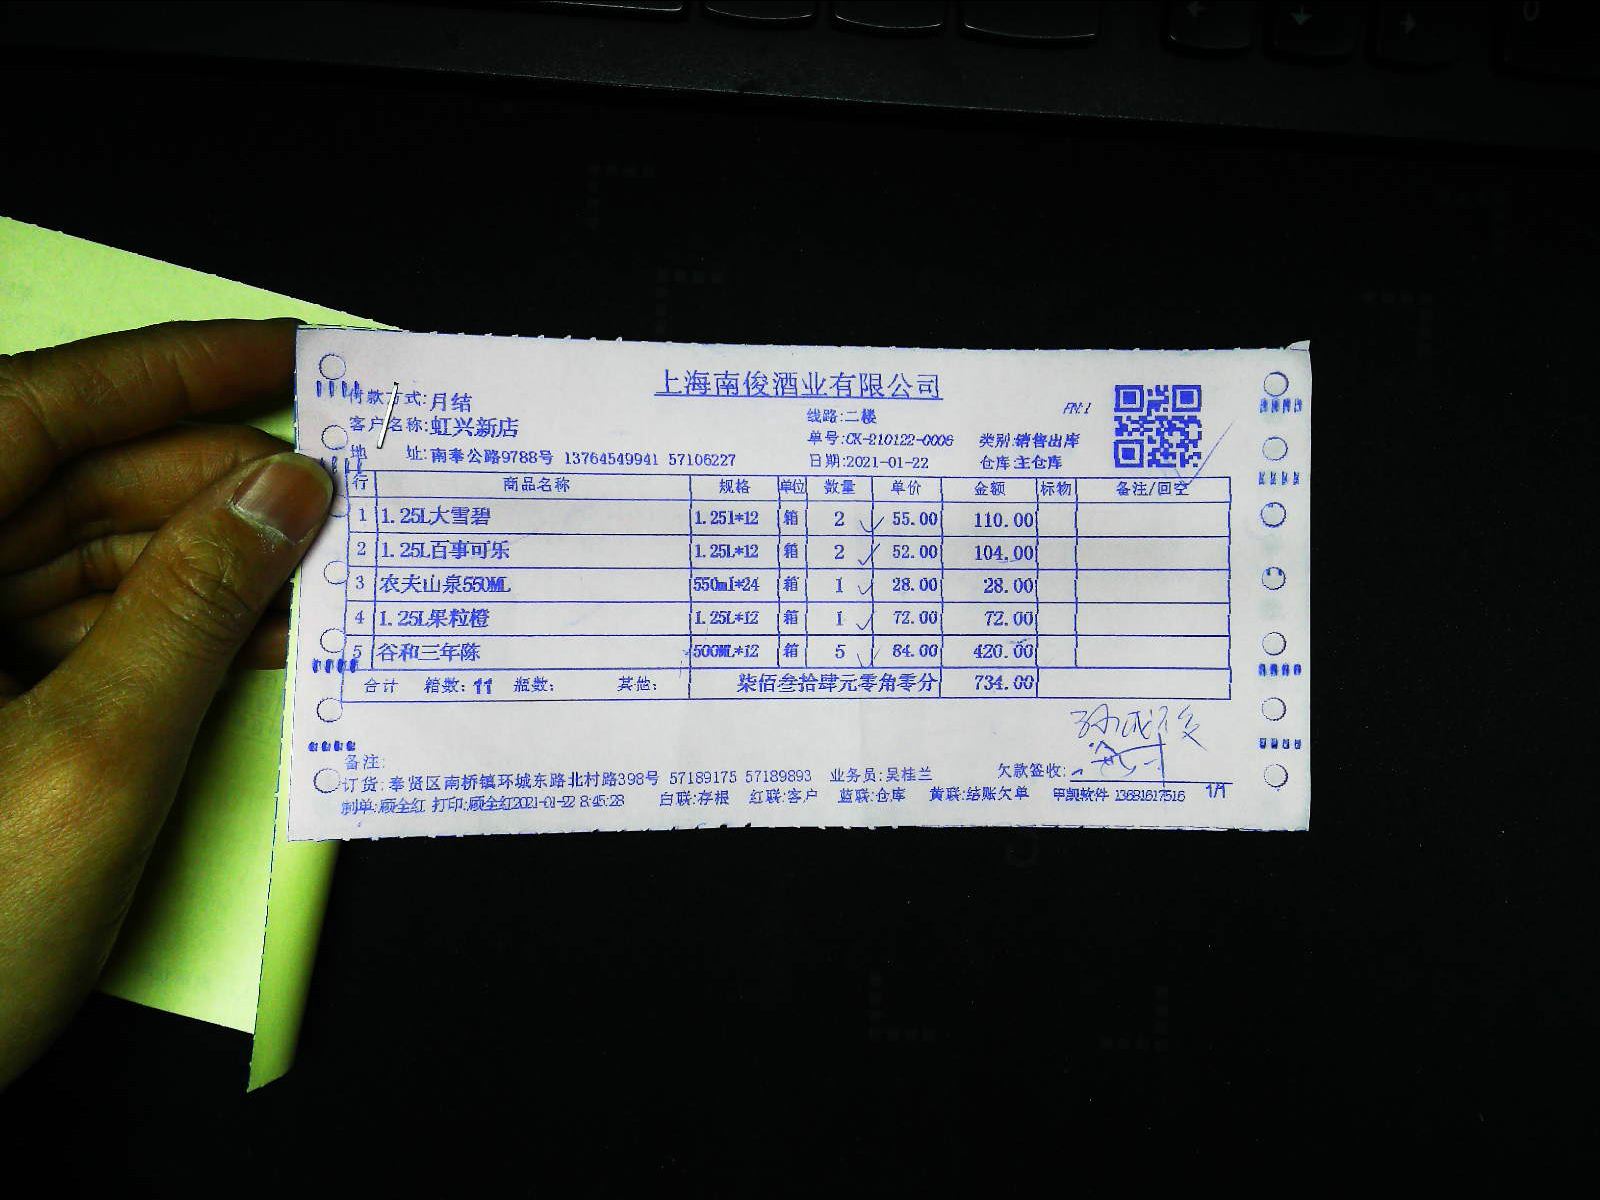 上海南俊酒业有限公司
付款方式:月结
线路:二楼
客户名称:虹兴新店
单号:CK-210122-0006 类别:销售出库
地 址:南奉公路9788号 13764549941 57106227
日期:2021-01-22 仓库:主仓库
行 商品名称 规格 单位 数量 单价 金额 标物 备注/回空
1 1.25L大雪碧 1.25l*12 箱 2 55.00 110.00
2 1.25L百事可乐 1.25L*12 箱 2 52.00 104.00
3 农夫山泉550ML 550ml*24 箱 1 28.00 28.00
4 1.25L果粒橙 1.25L*12 箱 1 72.00 72.00
5 谷和三年陈 500ML*12 箱 5 84.00 420.00
合计 箱数:11 瓶数: 其他: 柒佰叁拾肆元零角零分 734.00
备注:
订货:奉贤区南桥镇环城东路北村路398号 57189175 57189893 业务员:吴桂兰 欠款签收:
制单:顾全红 打印:顾全红2021-01-22 8:45:28 白联:存根 红联:客户 蓝联:仓库 黄联:结账欠单 甲凯软件 13681617516 1/1